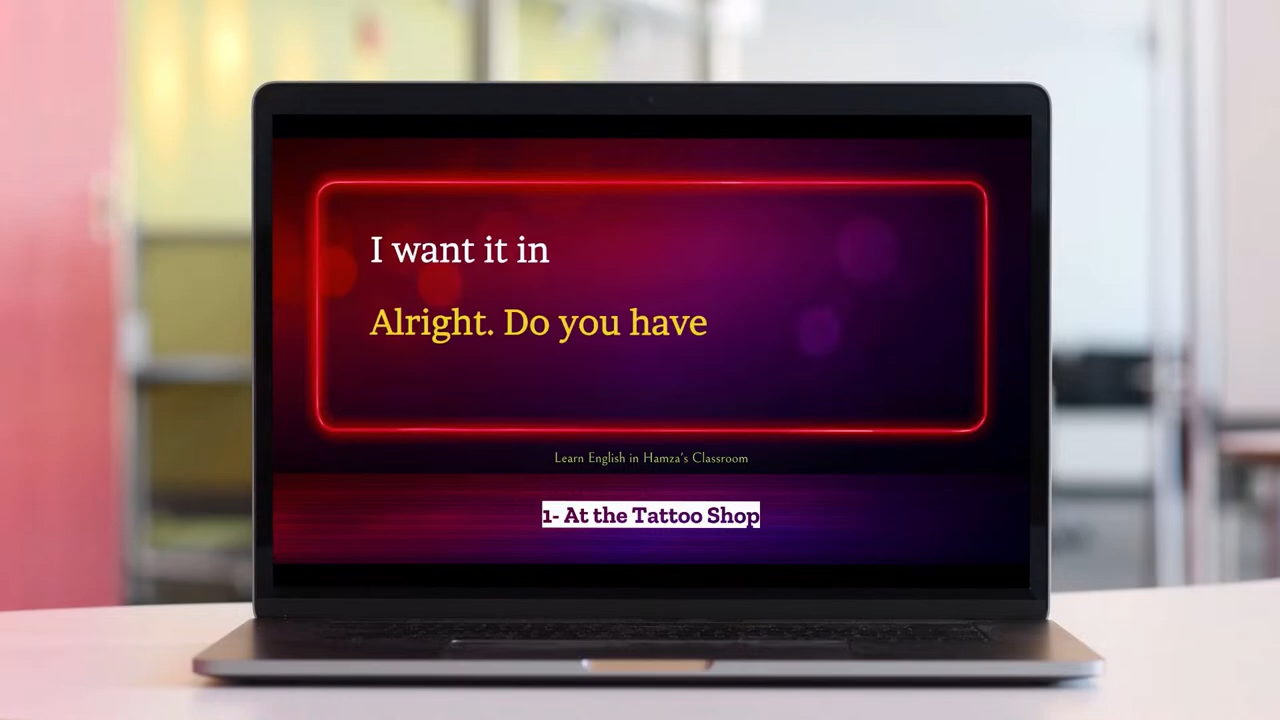 I want it in
Alright. Do you have
Learn English in Hamza's Classroom
1- At the Tattoo Shop